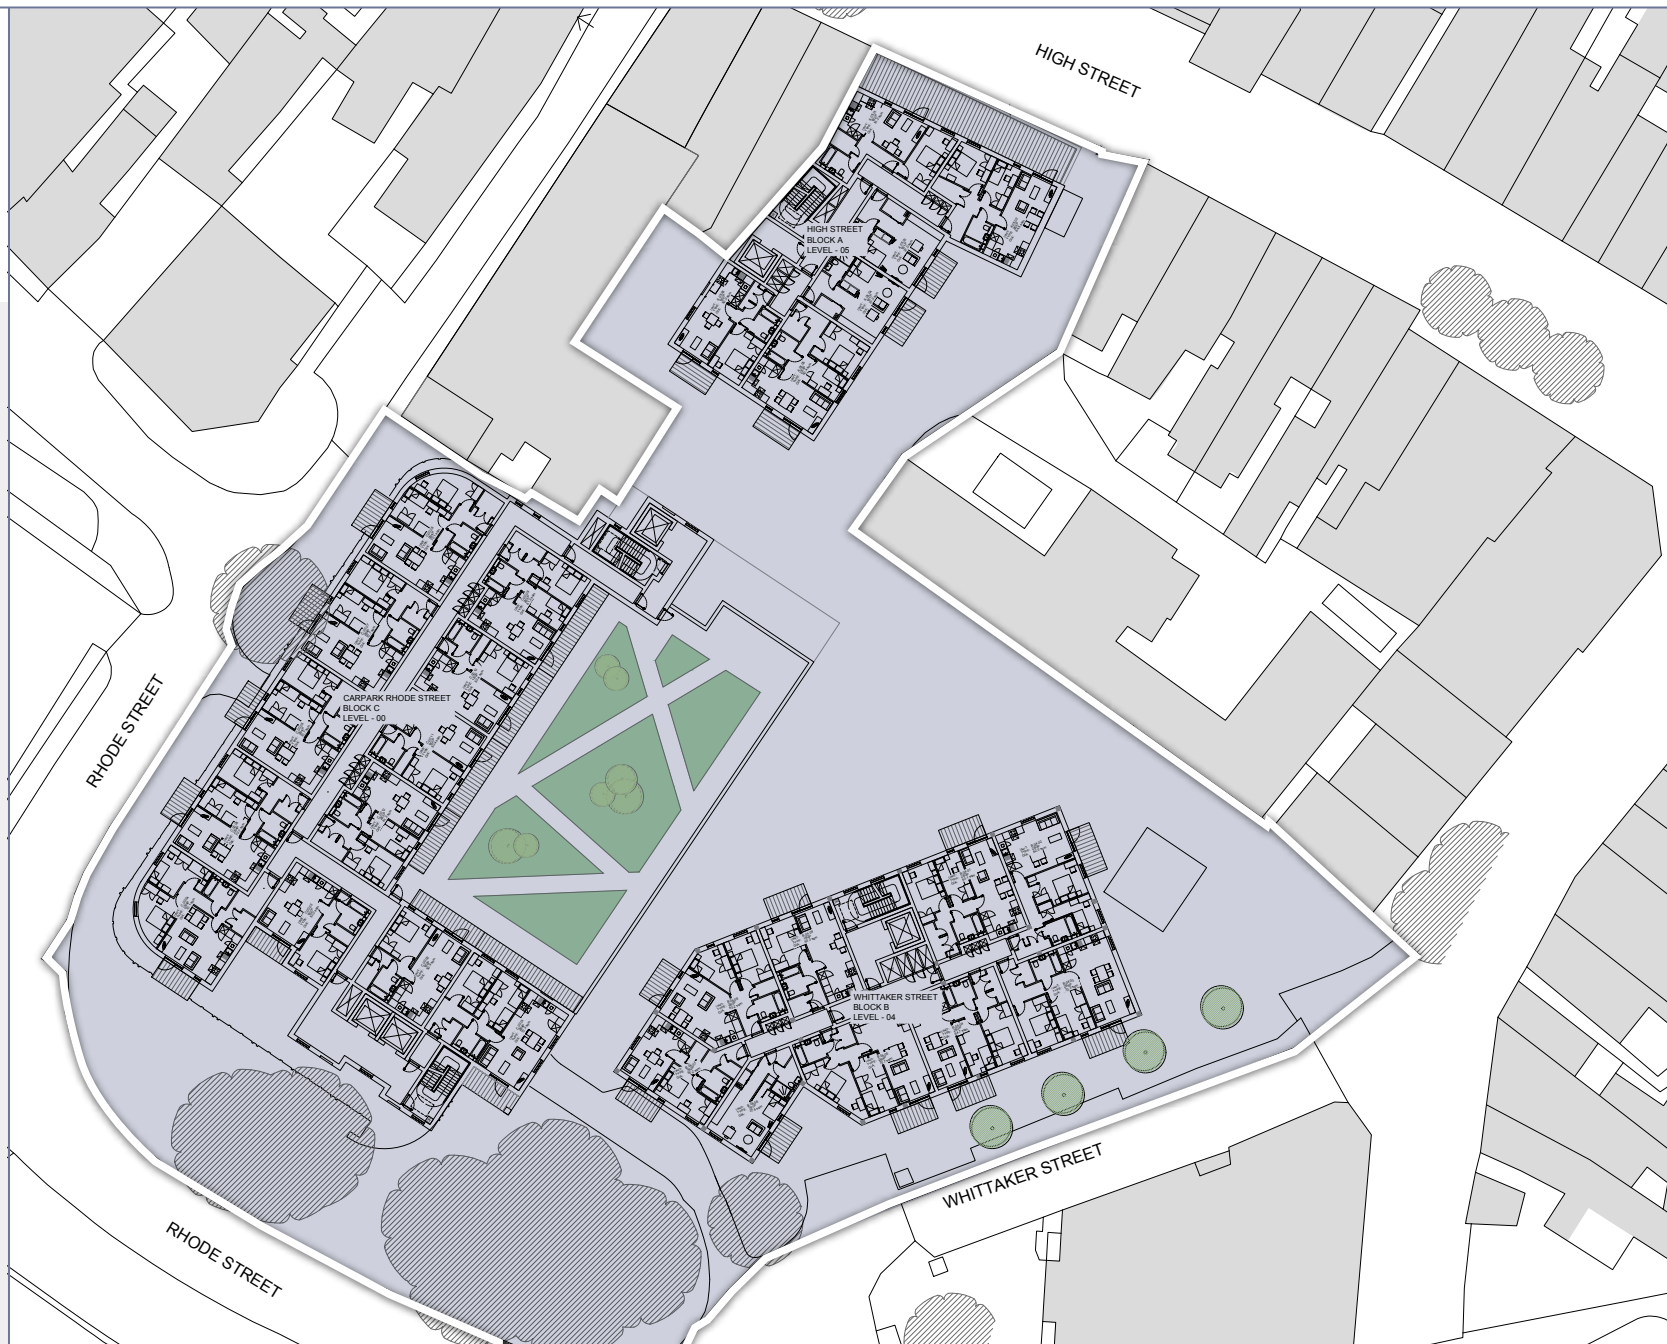 HIGH STREET
HIGH STREET
BLOCK A
LEVEL - 05
CARPARK RHODE STREET
BLOCK C
LEVEL - 00
RHODE STREET
WHITTAKER STREET
BLOCK B
LEVEL - 04
WHITTAKER STREET
RHODE STREET